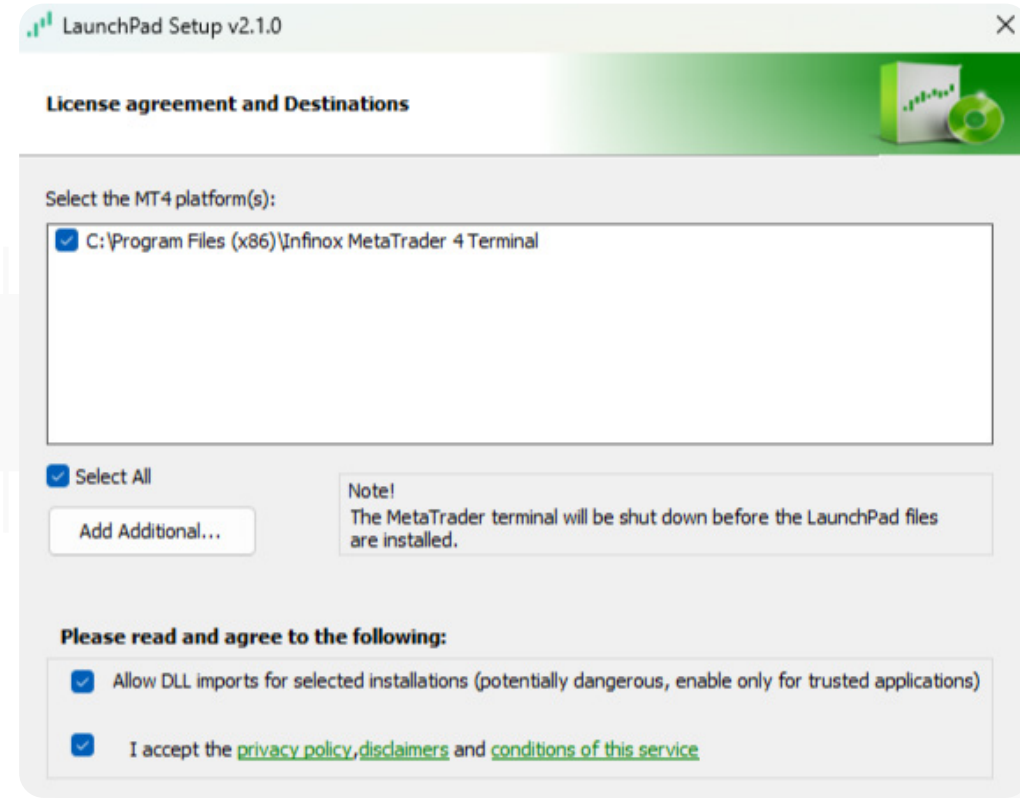 LaunchPad Setup v2.1.0
License agreement and Destinations
Select the MT4 platform(s):
C:\Program Files (x86)\Infinox MetaTrader 4 Terminal
Select All
Add Additional...
Note!
The MetaTrader terminal will be shut down before the LaunchPad files
are installed.
Please read and agree to the following:
Allow DLL imports for selected installations (potentially dangerous, enable only for trusted applications)
I accept the privacy policy,disclaimers and conditions of this service